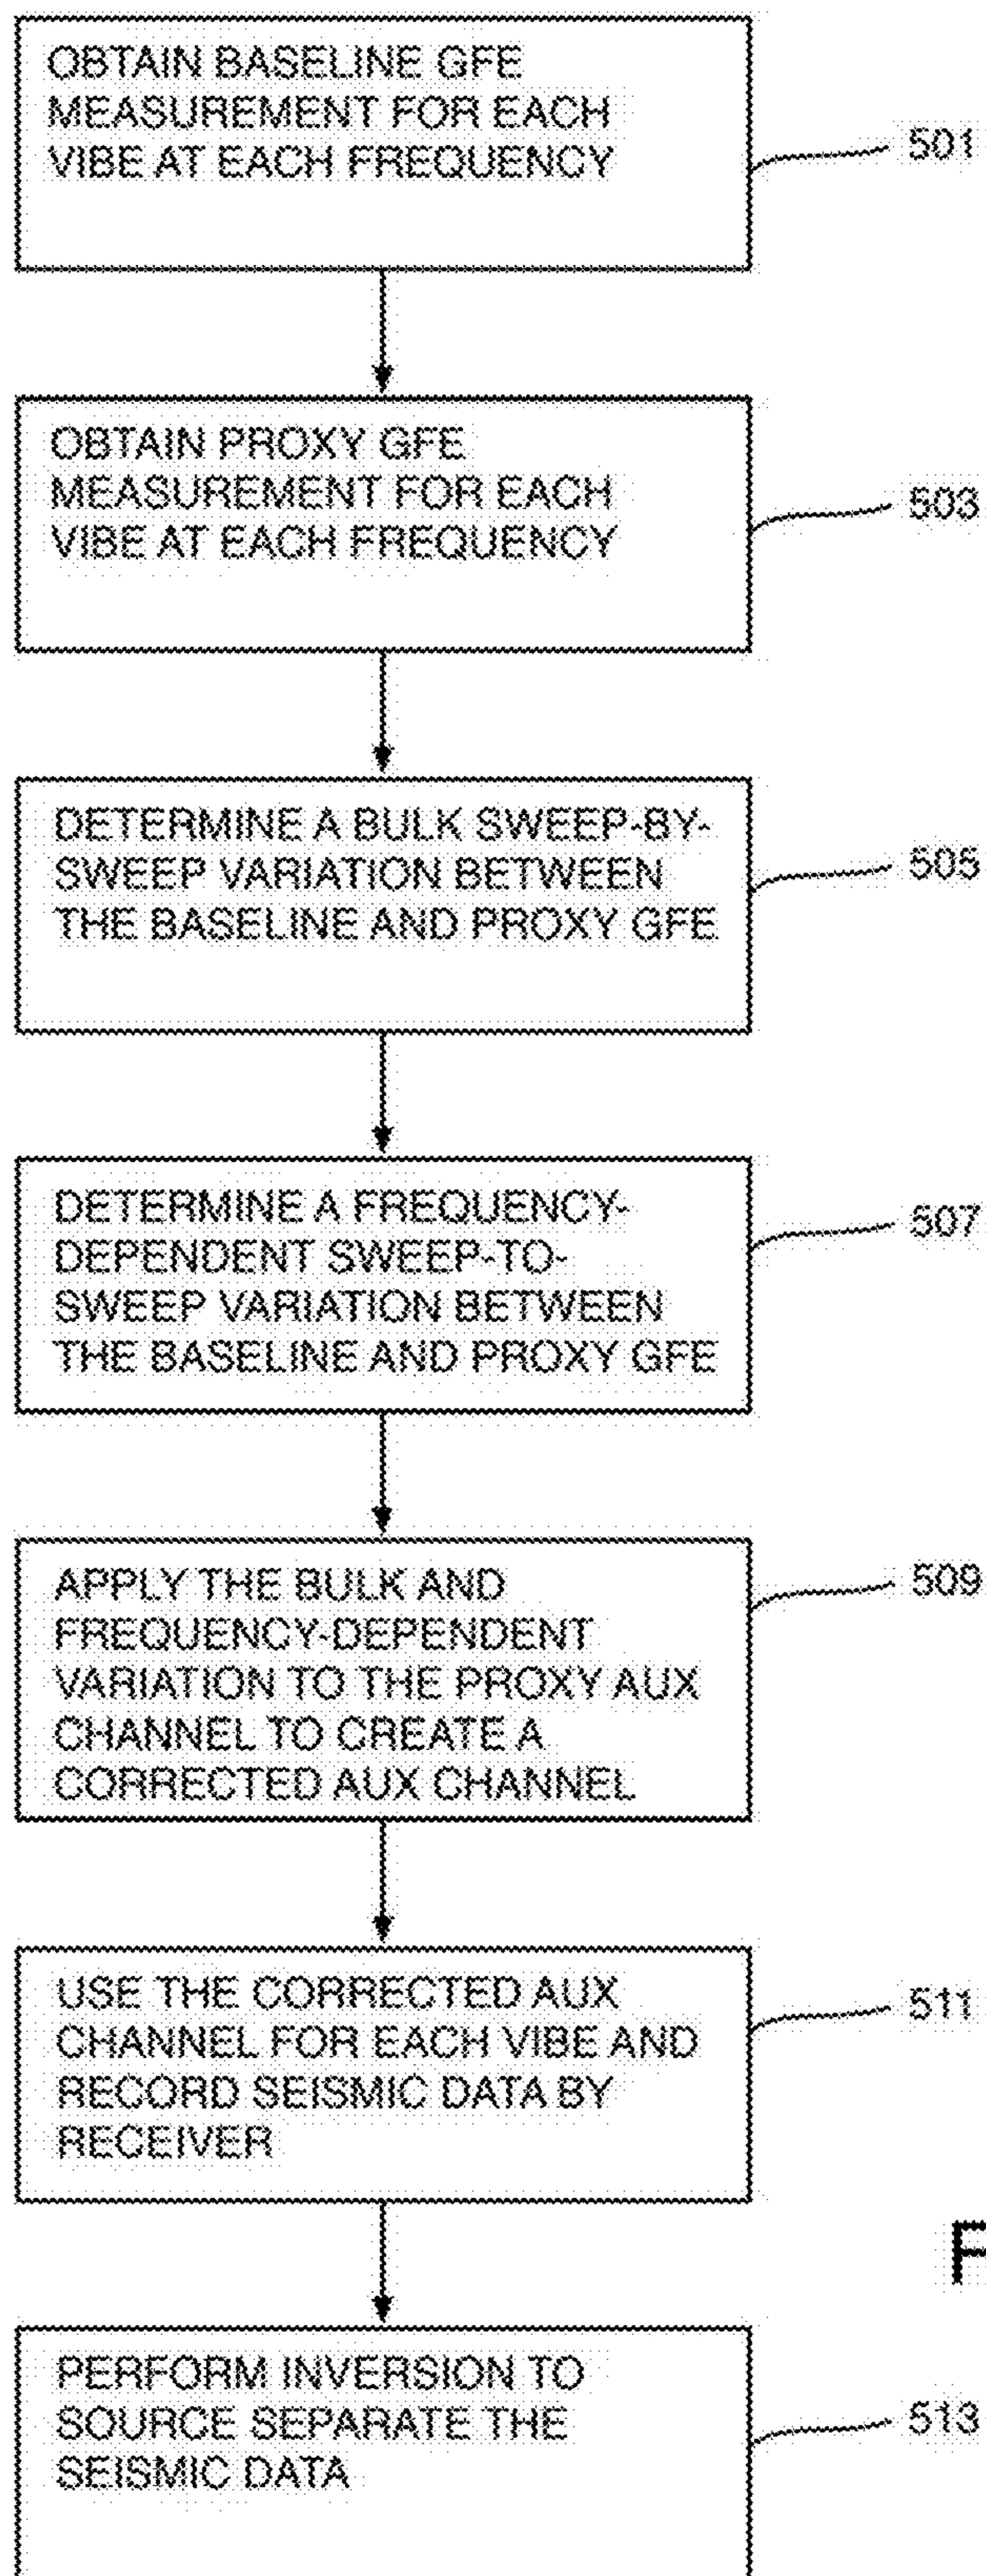 OBTAIN BASELINE GFE
MEASUREMENT FOR EACH
VIBE AT EACH FREQUENCY
501
OBTAIN PROXY GFE
MEASUREMENT FOR EACH
VIBE AT EACH FREQUENCY
503
DETERMINE A BULK SWEEP-BY-
SWEEP VARIATION BETWEEN
THE BASELINE AND PROXY GFE
505
DETERMINE A FREQUENCY-
DEPENDENT SWEEP-TO-
SWEEP VARIATION BETWEEN
THE BASELINE AND PROXY GFE
507
APPLY THE BULK AND
FREQUENCY-DEPENDENT
VARIATION TO THE PROXY AUX
CHANNEL TO CREATE A
CORRECTED AUX CHANNEL
509
USE THE CORRECTED AUX
CHANNEL FOR EACH VIBE AND
RECORD SEISMIC DATA BY
RECEIVER
511
F
PERFORM INVERSION TO
SOURCE SEPARATE THE
SEISMIC DATA
513